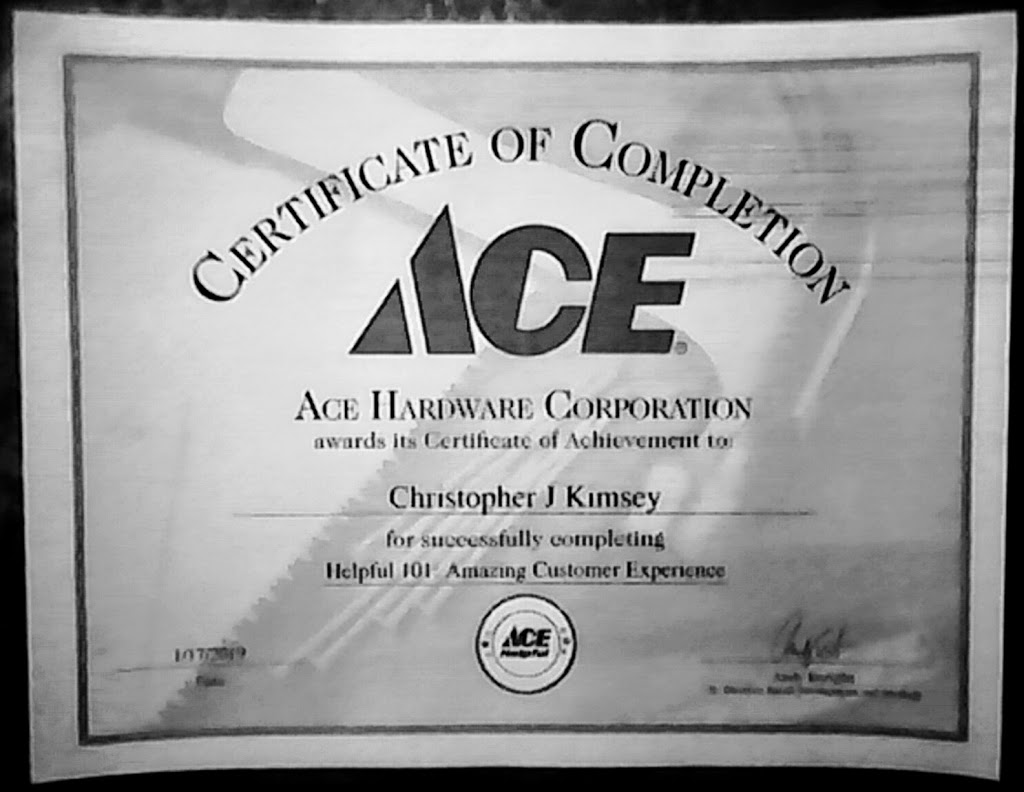 CERTIFICATE OF COMPLETION
ACE®
ACE HARDWARE CORPORATION
awards its Certificate of Achievement to:
Christopher J Kimsey
for successfully completing
Helpful 101: Amazing Customer Experience
ACE
Date